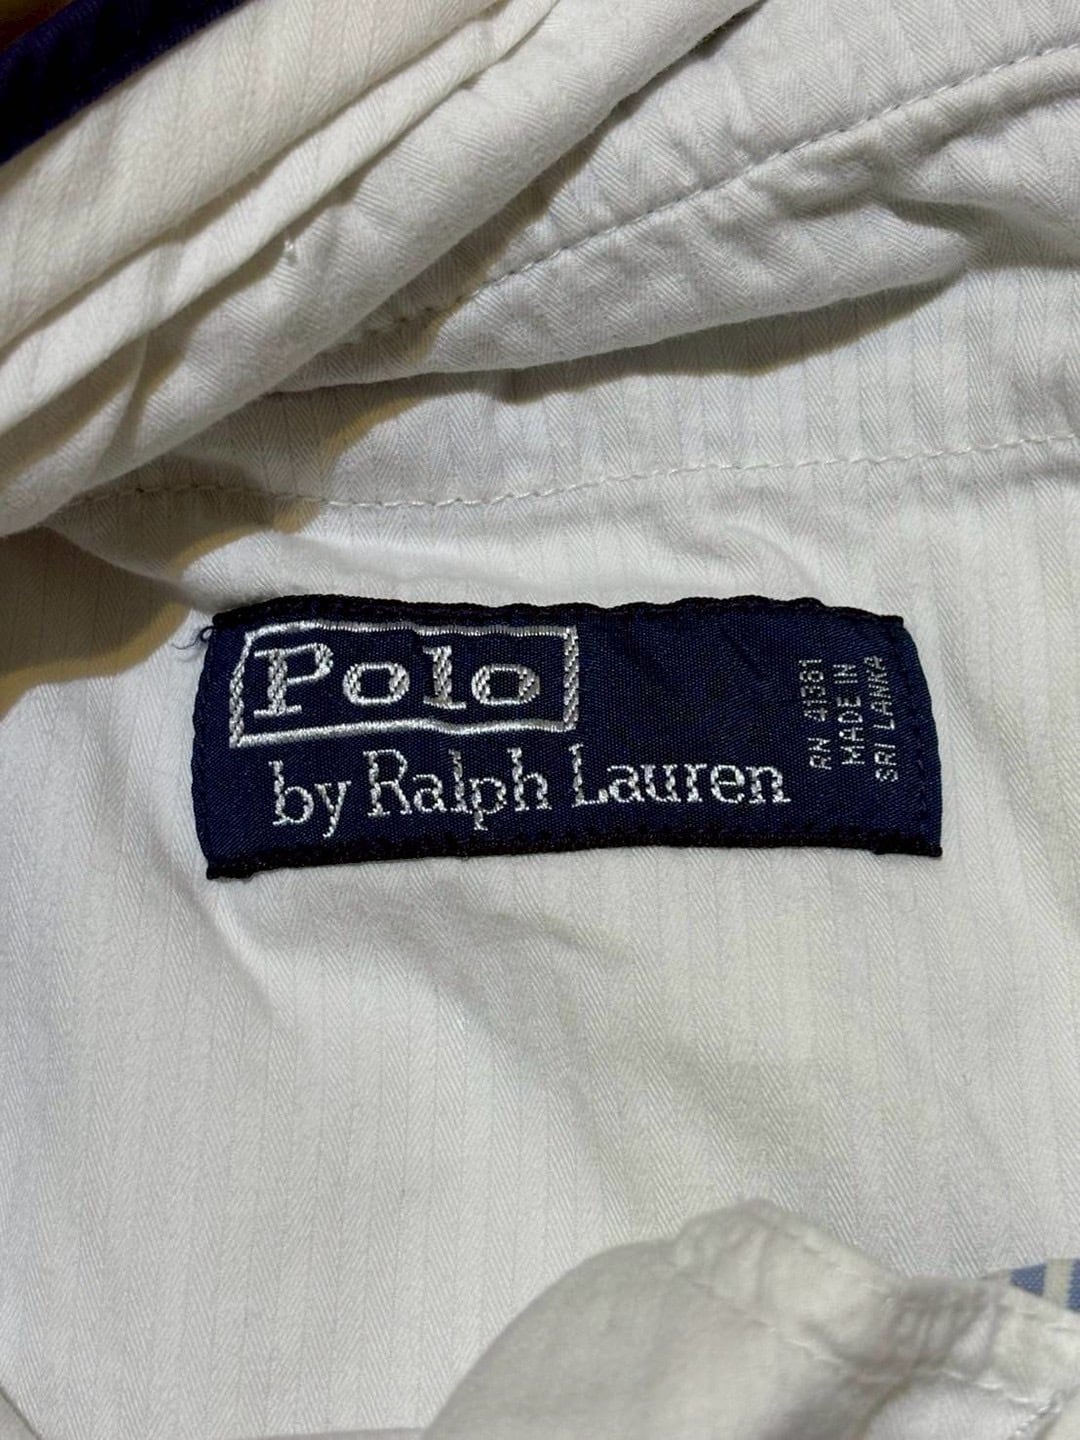 Polo
by Ralph Lauren
RN 41381
MADE IN
SRI LANKA